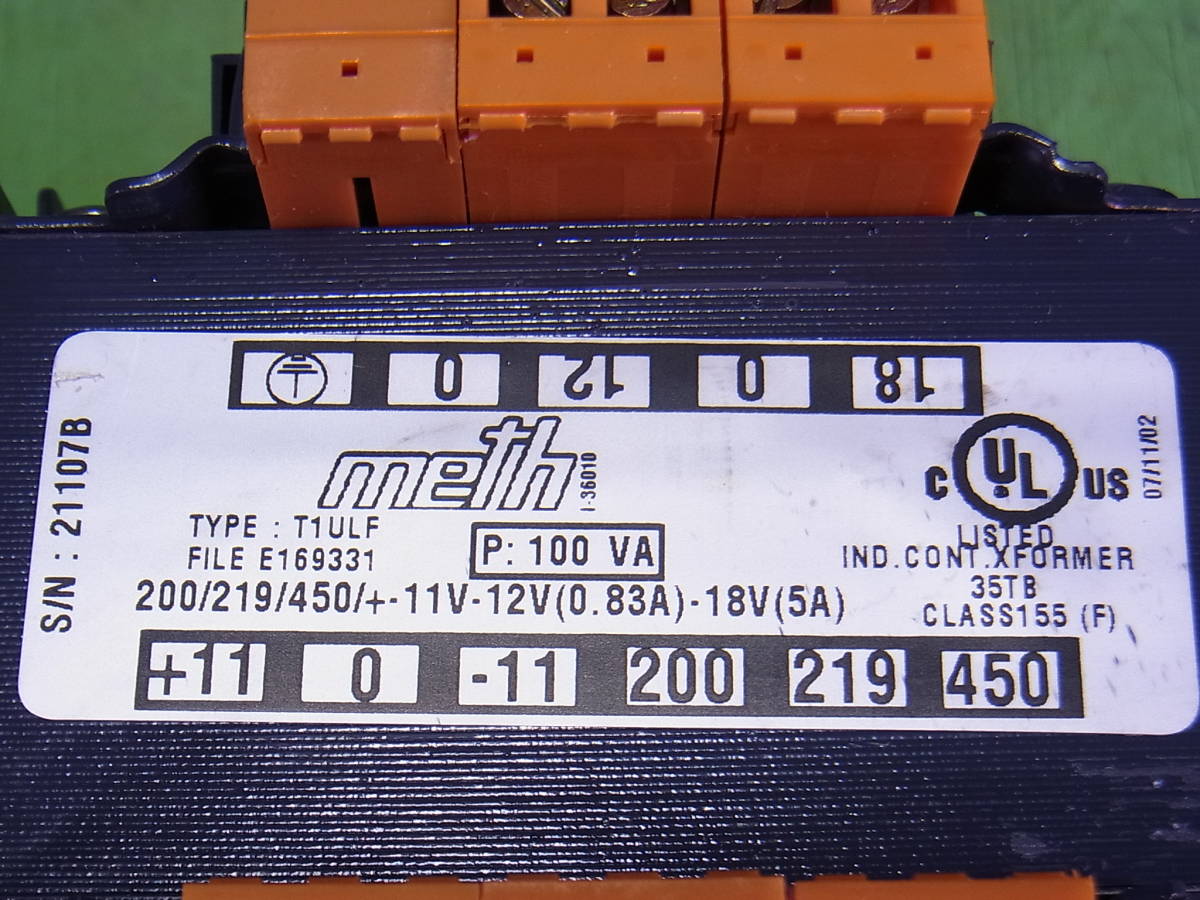 0 12 0 18
meth
I-36010
S/N : 21107B
TYPE : T1ULF
FILE E169331
P: 100 VA
200/219/450/+-11V-12V(0.83A)-18V(5A)
C UL US
LISTED
IND.CONT.XFORMER
35TB
CLASS155 (F)
07/11/02
+11 0 -11 200 219 450